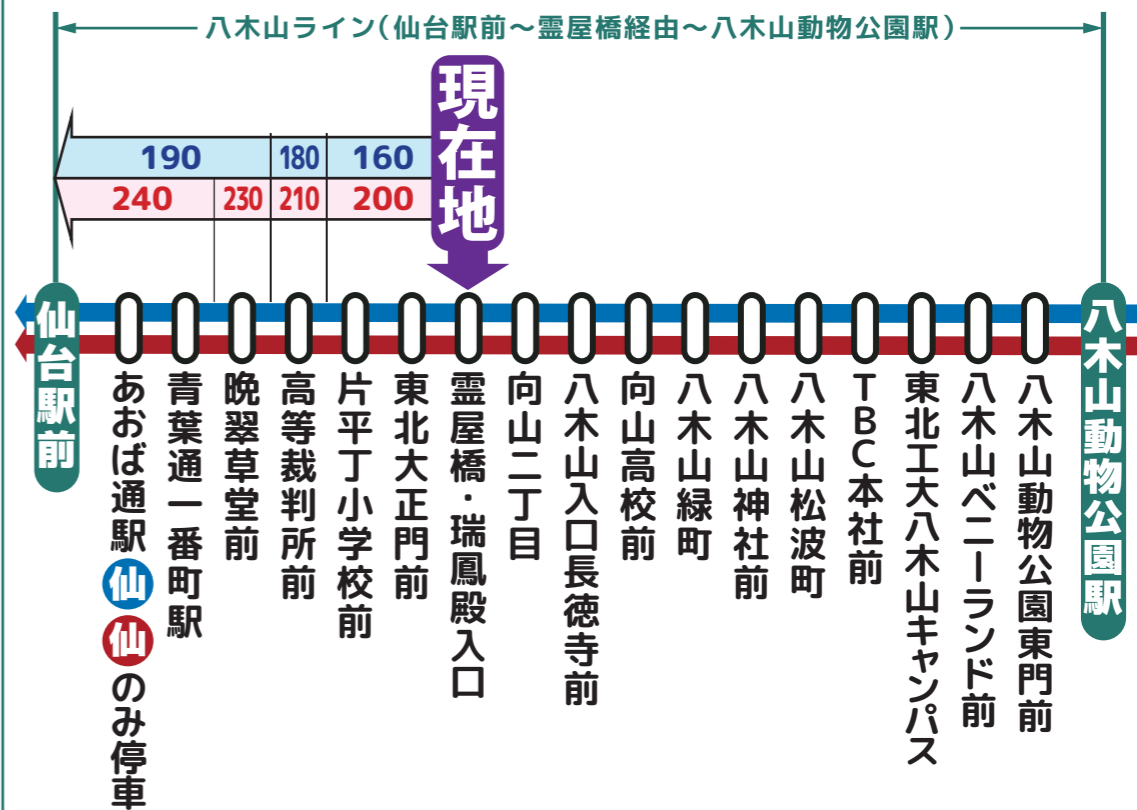 八木山ライン(仙台駅前～霊屋橋経由～八木山動物公園駅)
現在地
190
180
160
240
230
210
200
仙台駅前
あおば通駅 仙 仙 のみ停車
青葉通一番町駅
晩翠草堂前
高等裁判所前
片平丁小学校前
東北大正門前
霊屋橋・瑞鳳殿入口
向山二丁目
八木山入口長徳寺前
向山高校前
八木山緑町
八木山神社前
八木山松波町
TBC本社前
東北工大八木山キャンパス
八木山ベニーランド前
八木山動物公園東門前
八木山動物公園駅